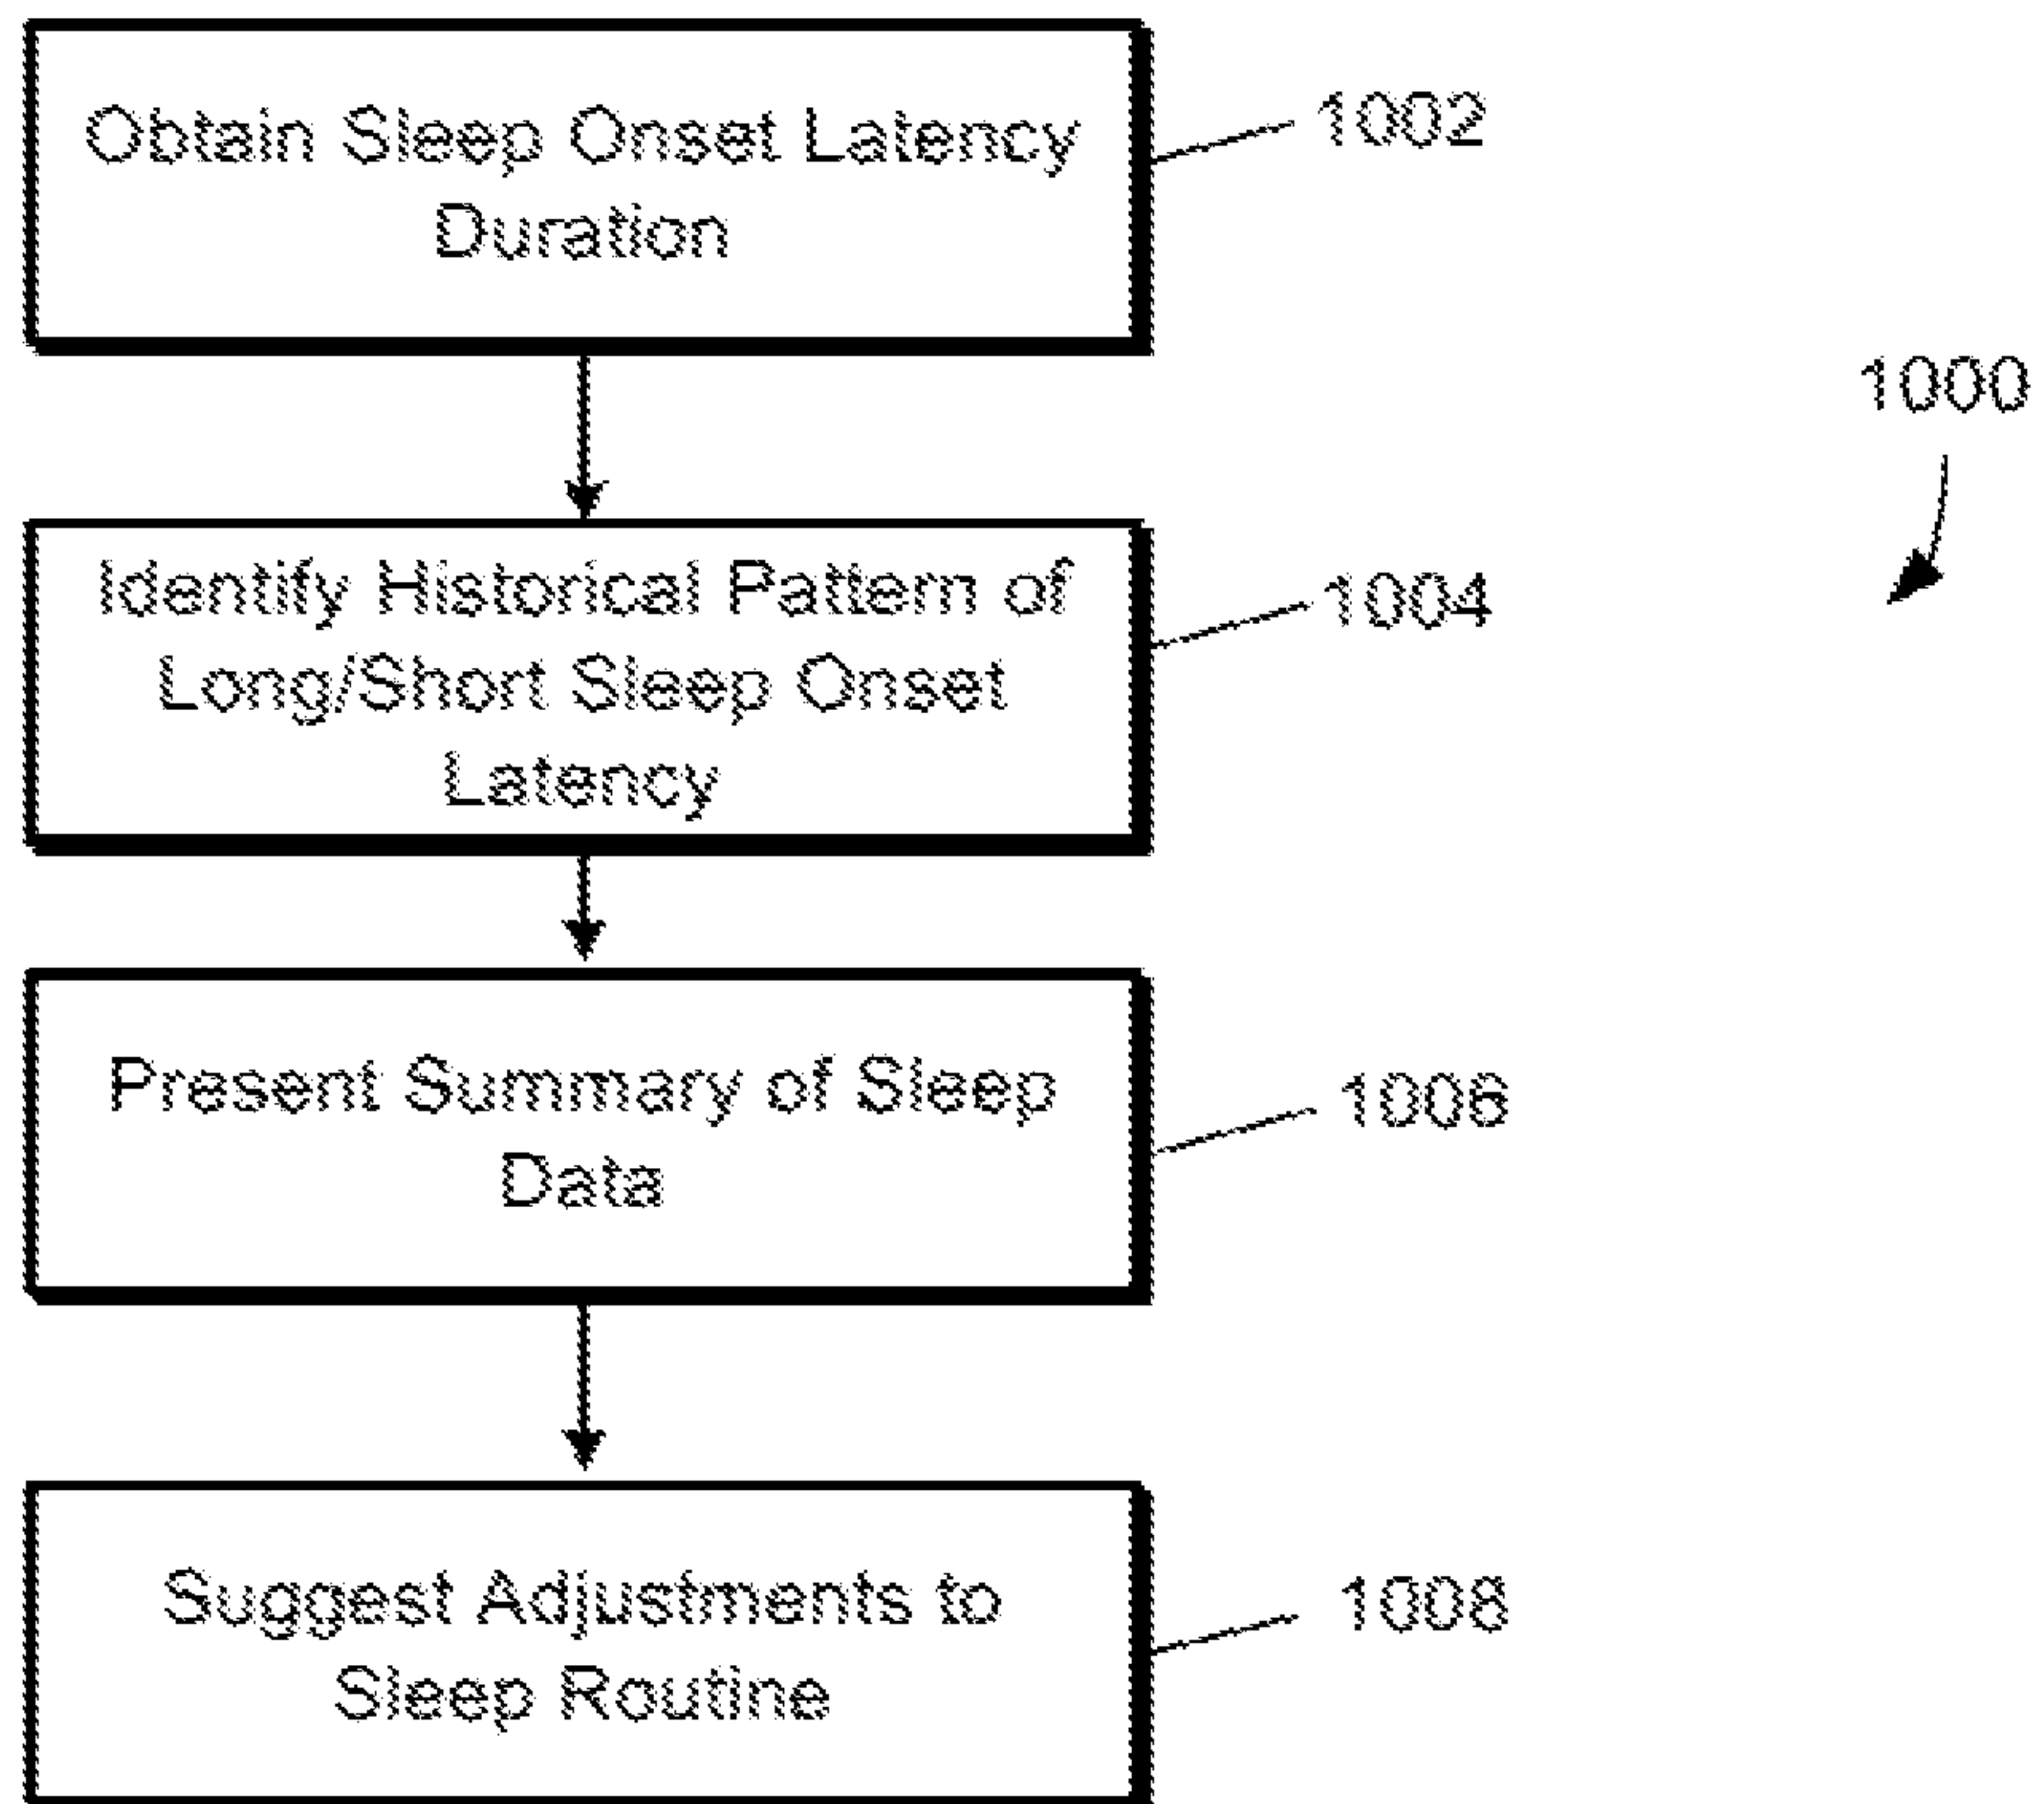 Obtain Sleep Onset Latency
Duration
1002
1000
Identify Historical Pattern of
Long/Short Sleep Onset
Latency
1004
Present Summary of Sleep
Data
1006
Suggest Adjustments to
Sleep Routine
1008